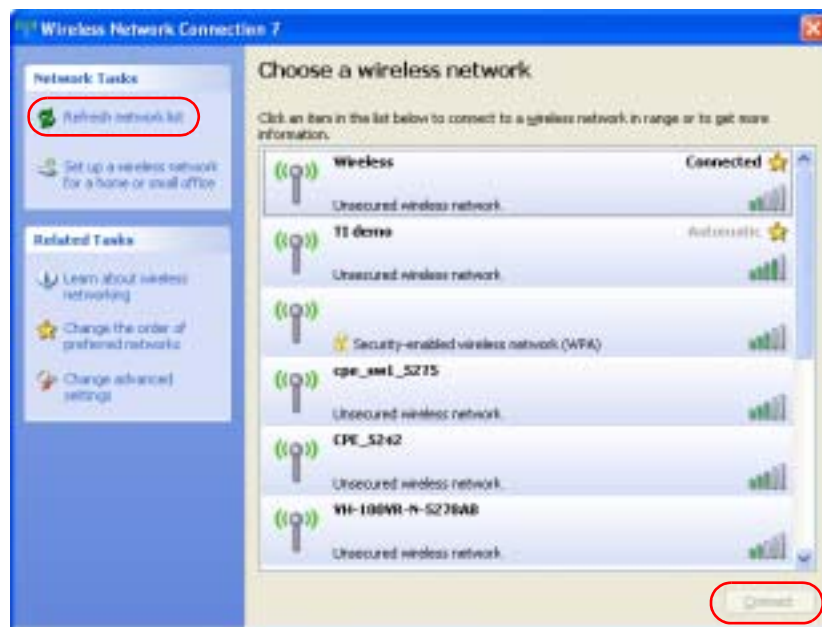 Wireless Network Connection 7
Network Tasks
Refresh network list
Set up a wireless network
for a home or small office
Related Tasks
Learn about wireless
networking
Change the order of
preferred networks
Change advanced
settings
Choose a wireless network
Click an item in the list below to connect to a wireless network in range or to get more
information.
Wireless
Connected
Unsecured wireless network
TI demo
Automatic
Unsecured wireless network
Security-enabled wireless network (WPA)
Unsecured wireless network
CPE_5242
Unsecured wireless network
Unsecured wireless network
Connect